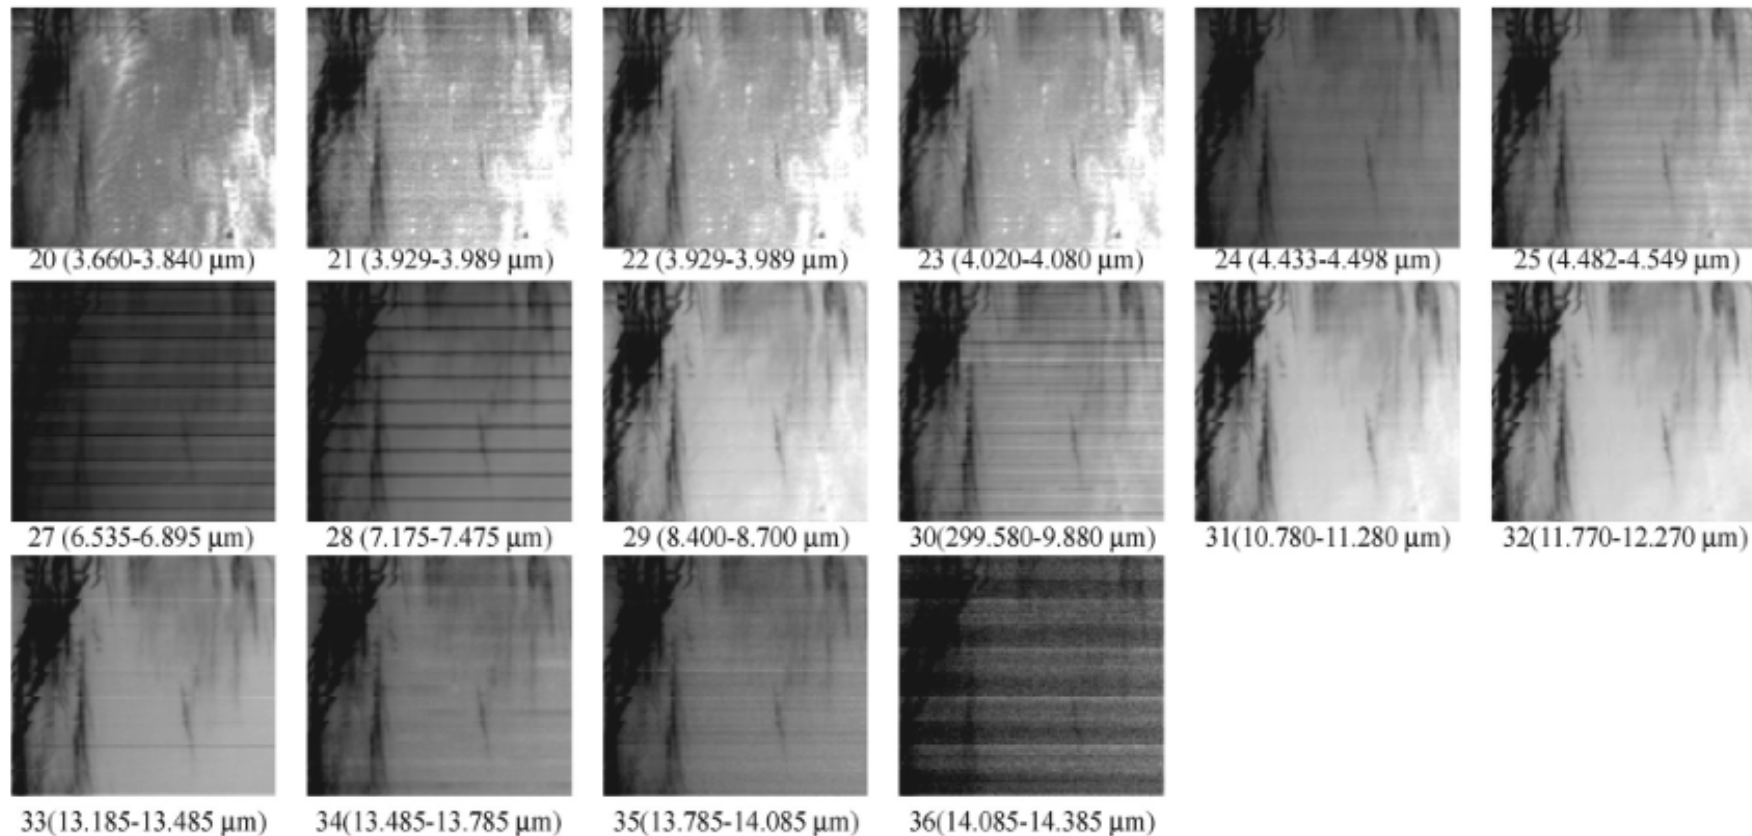 20 (3.660-3.840 µm) 21 (3.929-3.989 µm) 22 (3.929-3.989 µm) 23 (4.020-4.080 µm) 24 (4.433-4.498 µm) 25 (4.482-4.549 µm)
27 (6.535-6.895 µm) 28 (7.175-7.475 µm) 29 (8.400-8.700 µm) 30(299.580-9.880 µm) 31(10.780-11.280 µm) 32(11.770-12.270 µm)
33(13.185-13.485 µm) 34(13.485-13.785 µm) 35(13.785-14.085 µm) 36(14.085-14.385 µm)